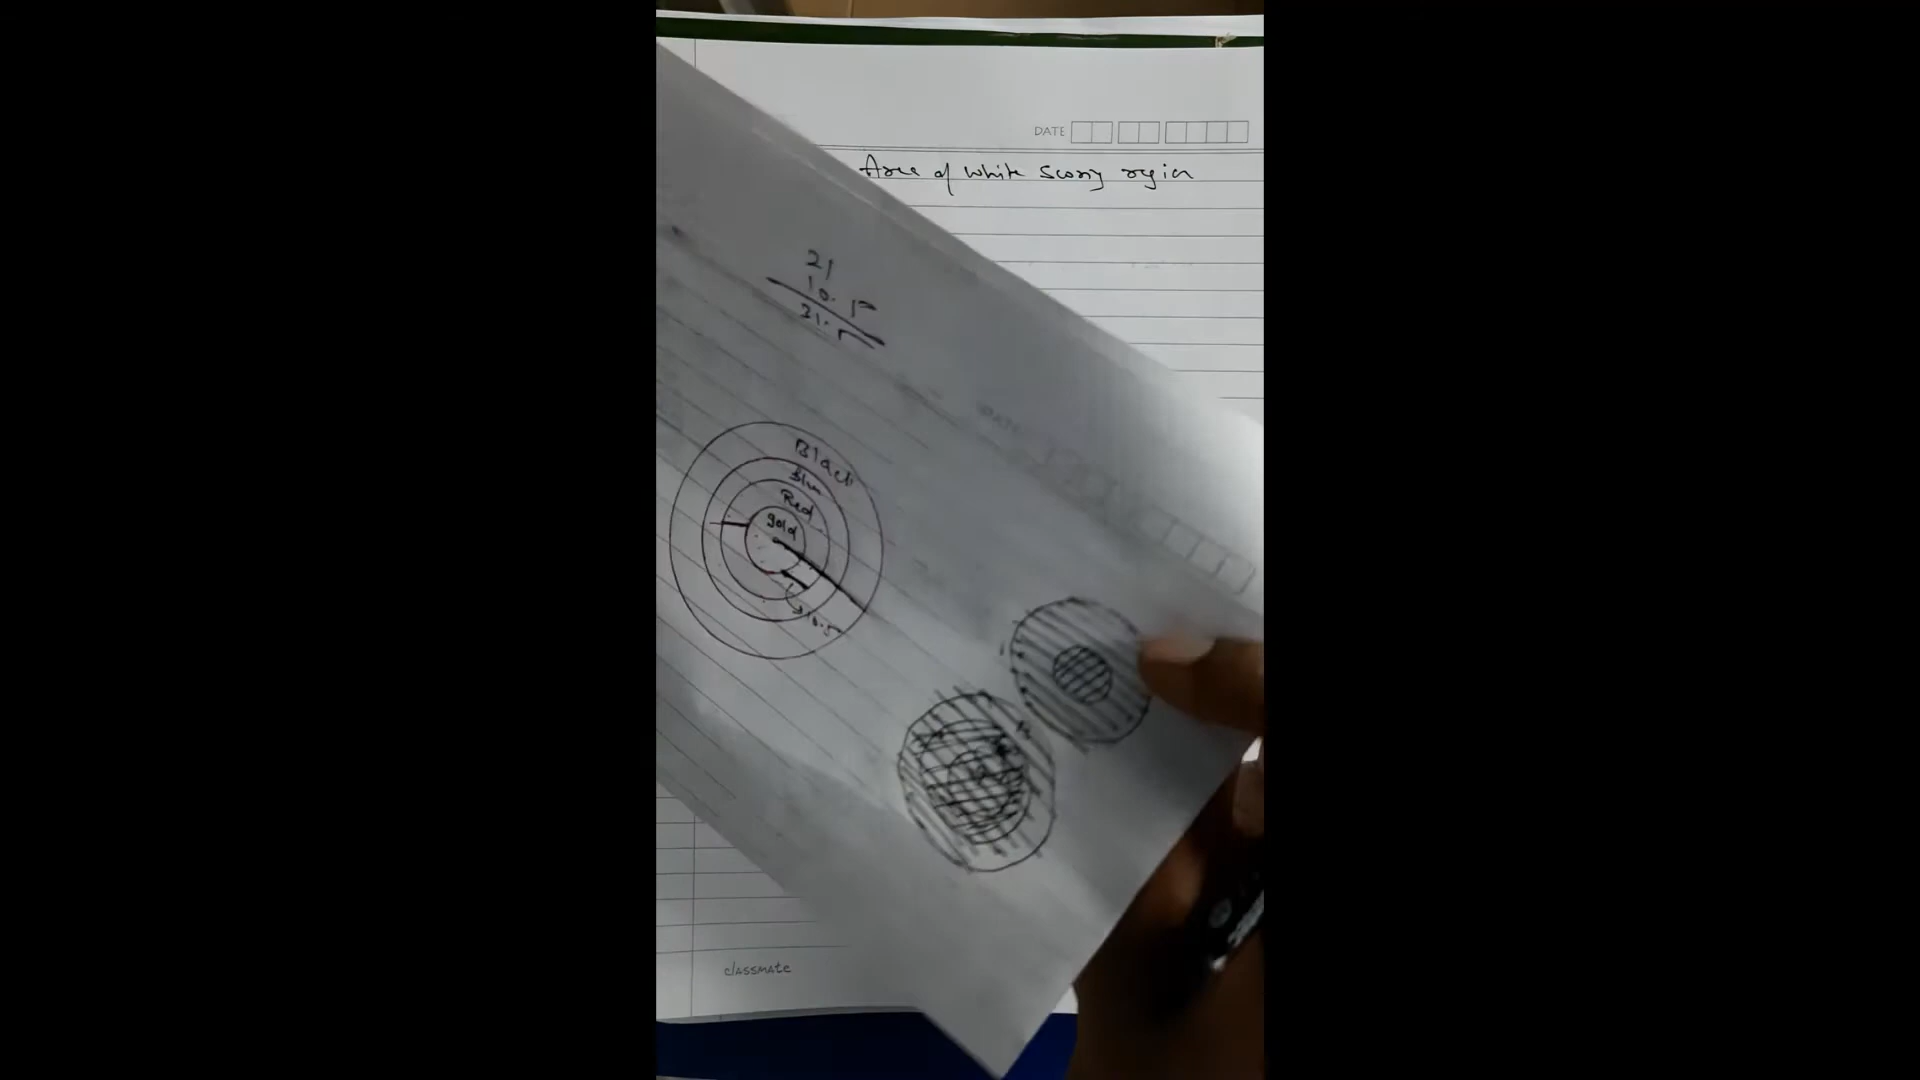 DATE
Area of white scoring region
21
10.5
31.5
Black
Blue
Red
gold
10.5
classmate